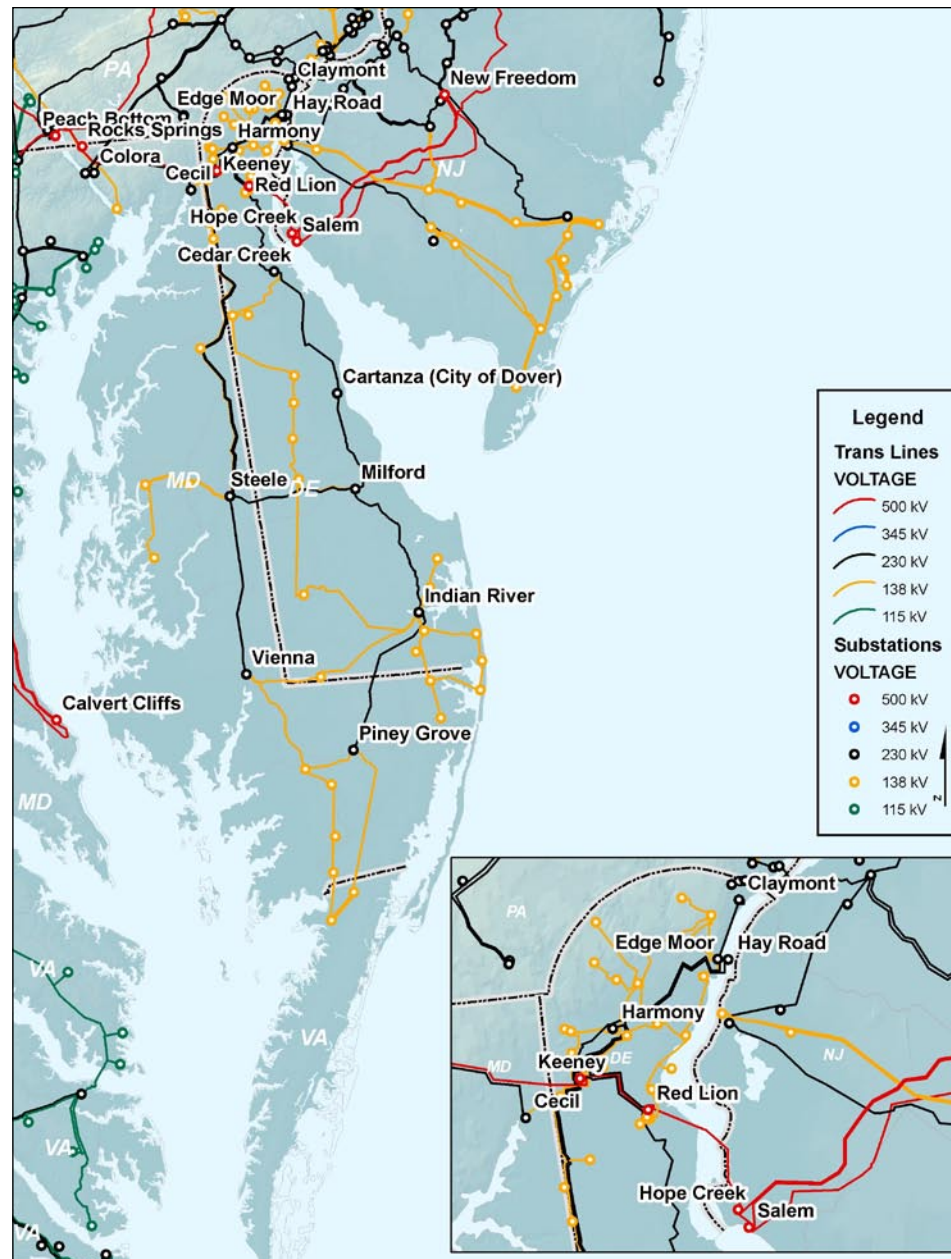 PA
Claymont
New Freedom
Edge Moor
Hay Road
Peach Bottom
Rocks Springs
Harmony
Colora
Keeney
NJ
Cecil
Red Lion
Hope Creek
Salem
Cedar Creek
Cartanza (City of Dover)
MD
Steele
DE
Milford
Indian River
Vienna
Calvert Cliffs
Piney Grove
MD
VA
VA
VA
VA
Legend
Trans Lines
VOLTAGE
500 kV
345 kV
230 kV
138 kV
115 kV
Substations
VOLTAGE
500 kV
345 kV
230 kV
138 kV
115 kV
N
Claymont
PA
Edge Moor
Hay Road
Harmony
NJ
MD
Keeney
DE
Cecil
Red Lion
Hope Creek
Salem